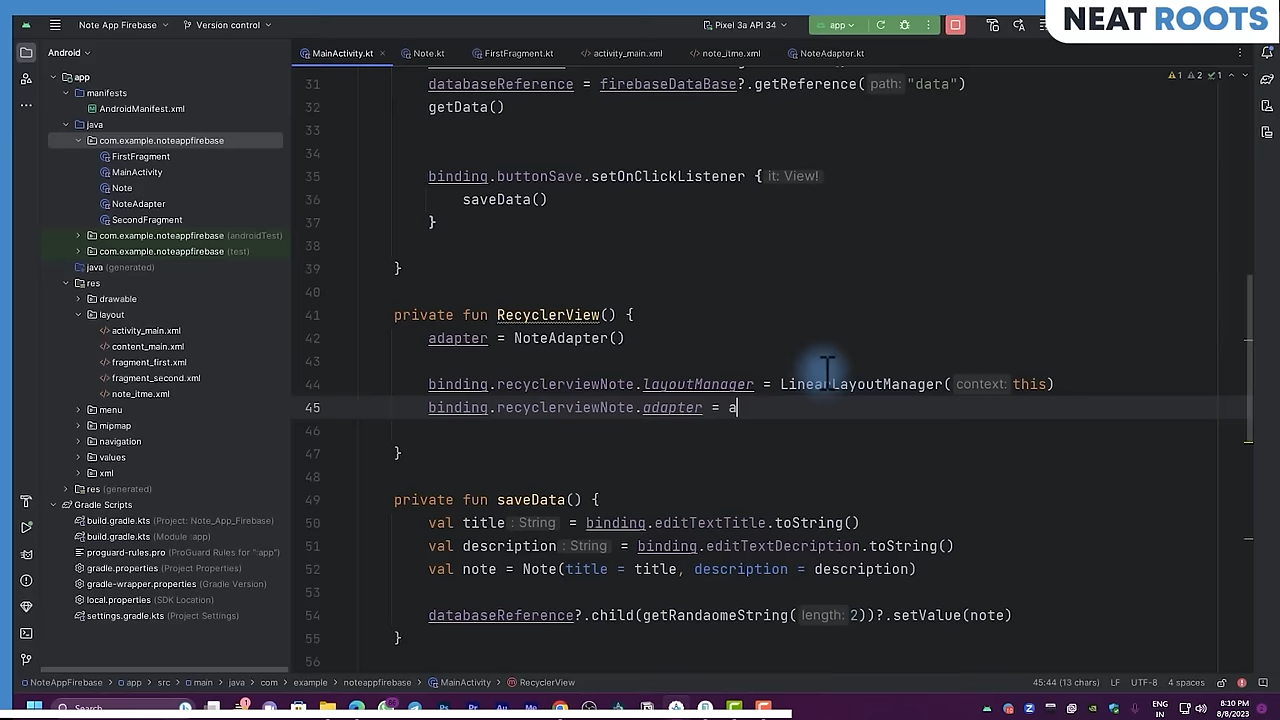 NEAT ROOTS
Note App Firebase
Version control
Pixel 3a API 34
app
Android
MainActivity.kt
Note.kt
FirstFragment.kt
activity_main.xml
note_itme.xml
NoteAdapter.kt
app
manifests
AndroidManifest.xml
java
com.example.noteappfirebase
FirstFragment
MainActivity
Note
NoteAdapter
SecondFragment
com.example.noteappfirebase (androidTest)
com.example.noteappfirebase (test)
java (generated)
res
drawable
layout
activity_main.xml
content_main.xml
fragment_first.xml
fragment_second.xml
note_itme.xml
menu
mipmap
navigation
values
xml
res (generated)
Gradle Scripts
build.gradle.kts (Project: Note_App_Firebase)
build.gradle.kts (Module :app)
proguard-rules.pro (ProGuard Rules for ":app")
gradle.properties (Project Properties)
gradle-wrapper.properties (Gradle Version)
local.properties (SDK Location)
settings.gradle.kts (Project Settings)
1 2 1
31 databaseReference = firebaseDataBase?.getReference( path: "data")
32 getData()
33
34
35 binding.buttonSave.setOnClickListener { it: View!
36 saveData()
37 }
38
39 }
40
41 private fun RecyclerView() {
42 adapter = NoteAdapter()
43
44 binding.recyclerviewNote.layoutManager = LinearLayoutManager( context: this)
45 binding.recyclerviewNote.adapter = a
46
47 }
48
49 private fun saveData() {
50 val title : String = binding.editTextTitle.toString()
51 val description : String = binding.editTextDecription.toString()
52 val note = Note(title = title, description = description)
53
54 databaseReference?.child(getRandaomeString( length: 2))?.setValue(note)
55 }
56
NoteAppFirebase > app > src > main > java > com > example > noteappfirebase > MainActivity > RecyclerView
45:44 (13 chars) LF UTF-8 4 spaces
Search
ENG
IN
8:10 PM
8/8/2023